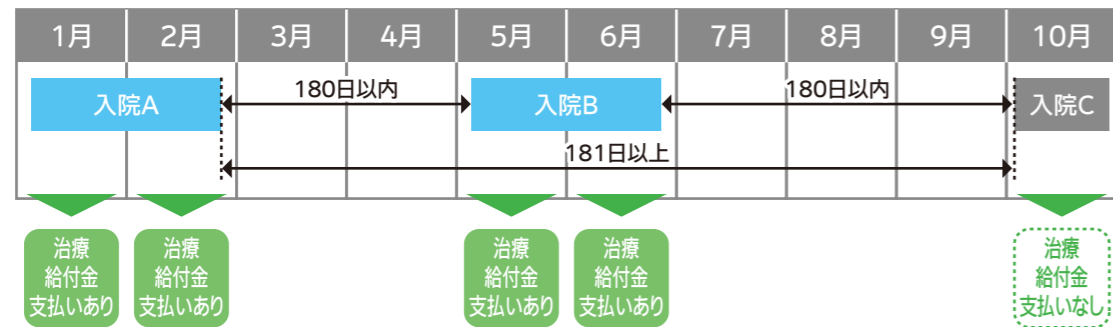 1月 2月 3月 4月 5月 6月 7月 8月 9月 10月
入院A 180日以内 入院B 180日以内 入院C
181日以上
治療 治療 治療 治療 治療
給付金 給付金 給付金 給付金 給付金
支払いあり 支払いあり 支払いあり 支払いあり 支払いなし